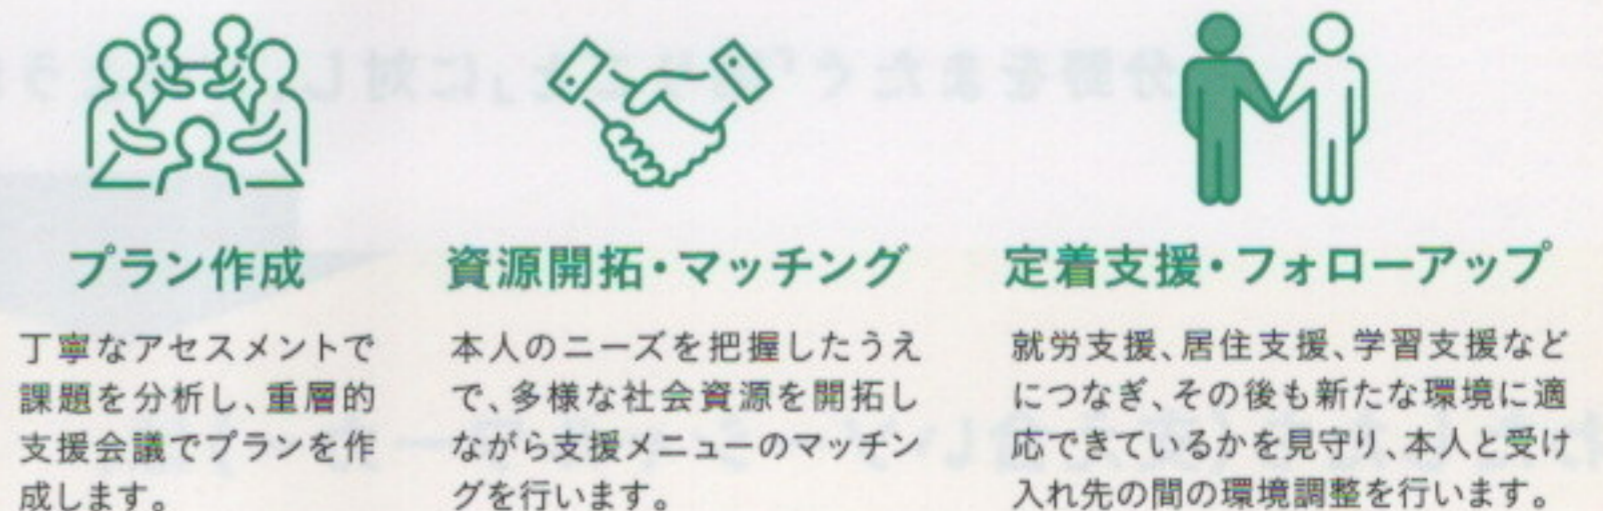 プラン作成
丁寧なアセスメントで
課題を分析し、重層的
支援会議でプランを作
成します。
資源開拓・マッチング
本人のニーズを把握したうえ
で、多様な社会資源を開拓し
ながら支援メニューのマッチン
グを行います。
定着支援・フォローアップ
就労支援、居住支援、学習支援など
につなぎ、その後も新たな環境に適
応できているかを見守り、本人と受け
入れ先の間の環境調整を行います。